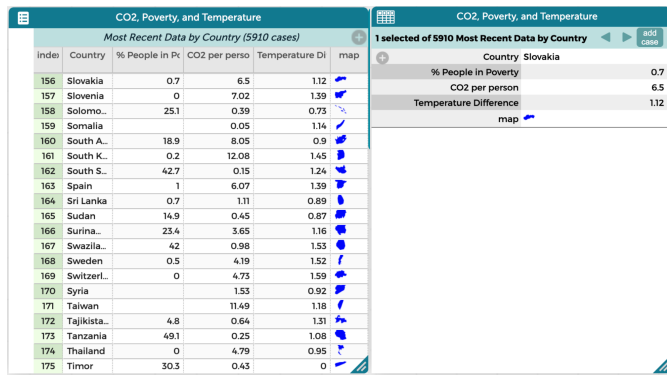 CO2, Poverty, and Temperature
Most Recent Data by Country (5910 cases)
index Country % People in Po CO2 per perso Temperature Di map
156 Slovakia 0.7 6.5 1.12
157 Slovenia 0 7.02 1.39
158 Solomo... 25.1 0.39 0.73
159 Somalia 0.05 1.14
160 South A... 18.9 8.05 0.9
161 South K... 0.2 12.08 1.45
162 South S... 42.7 0.15 1.24
163 Spain 1 6.07 1.39
164 Sri Lanka 0.7 1.11 0.89
165 Sudan 14.9 0.45 0.87
166 Surina... 23.4 3.65 1.16
167 Swazila... 42 0.98 1.53
168 Sweden 0.5 4.19 1.52
169 Switzerl... 0 4.73 1.59
170 Syria 1.53 0.92
171 Taiwan 11.49 1.18
172 Tajikista... 4.8 0.64 1.31
173 Tanzania 49.1 0.25 1.08
174 Thailand 0 4.79 0.95
175 Timor 30.3 0.43 0
CO2, Poverty, and Temperature
1 selected of 5910 Most Recent Data by Country
add
case
Country Slovakia
% People in Poverty 0.7
CO2 per person 6.5
Temperature Difference 1.12
map